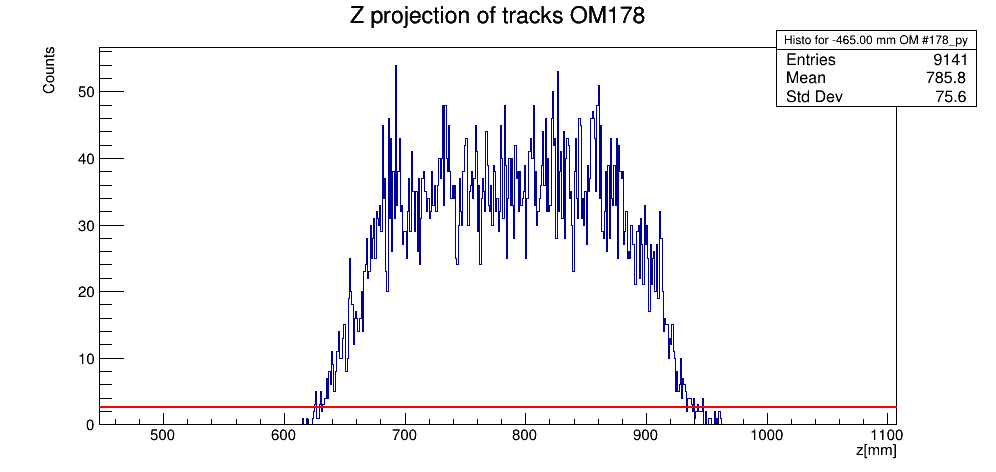 Z projection of tracks OM178
Histo for -465.00 mm OM #178_py
Entries 9141
Mean 785.8
Std Dev 75.6
Counts
50
40
30
20
10
0
500 600 700 800 900 1000 1100
z[mm]